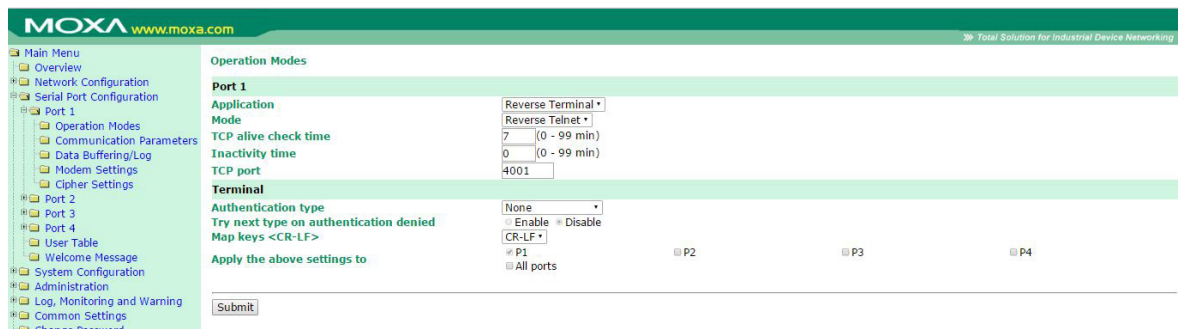 MOXA www.moxa.com
Total Solution for Industrial Device Networking
Main Menu
Overview
Network Configuration
Serial Port Configuration
Port 1
Operation Modes
Communication Parameters
Data Buffering/Log
Modem Settings
Cipher Settings
Port 2
Port 3
Port 4
User Table
Welcome Message
System Configuration
Administration
Log, Monitoring and Warning
Common Settings
Change Password
Operation Modes
Port 1
Application Reverse Terminal
Mode Reverse Telnet
TCP alive check time 7 (0 - 99 min)
Inactivity time 0 (0 - 99 min)
TCP port 4001
Terminal
Authentication type None
Try next type on authentication denied Enable Disable
Map keys <CR-LF> CR-LF
Apply the above settings to P1 P2 P3 P4
All ports
Submit